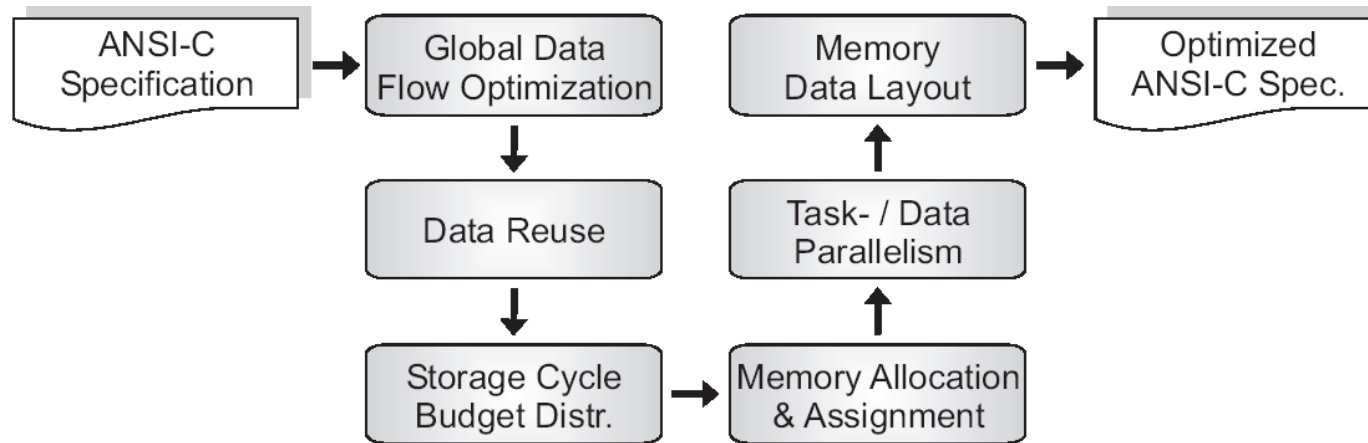 ANSI-C
Specification
Global Data
Flow Optimization
Data Reuse
Storage Cycle
Budget Distr.
Memory Allocation
& Assignment
Task- / Data
Parallelism
Memory
Data Layout
Optimized
ANSI-C Spec.